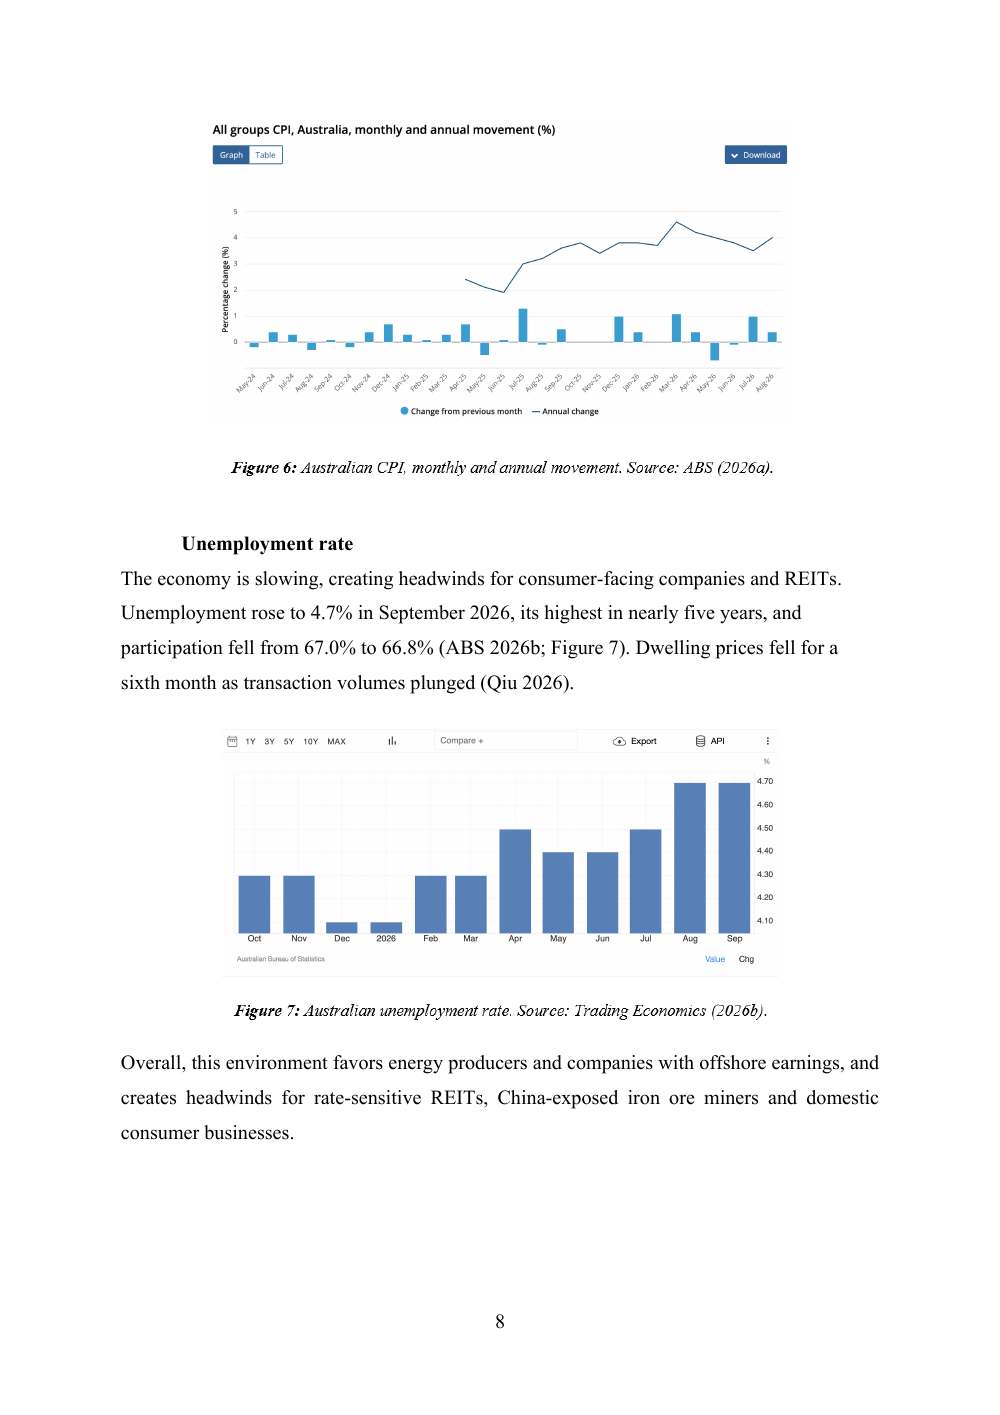 All groups CPI, Australia, monthly and annual movement (%)
Graph Table Download
Percentage change (%)
5
4
3
2
1
0
May-24 Jun-24 Jul-24 Aug-24 Sep-24 Oct-24 Nov-24 Dec-24 Jan-25 Feb-25 Mar-25 Apr-25 May-25 Jun-25 Jul-25 Aug-25 Sep-25 Oct-25 Nov-25 Dec-25 Jan-26 Feb-26 Mar-26 Apr-26 May-26 Jun-26 Jul-26 Aug-26
Change from previous month Annual change
Figure 6: Australian CPI, monthly and annual movement. Source: ABS (2026a).
Unemployment rate
The economy is slowing, creating headwinds for consumer-facing companies and REITs.
Unemployment rose to 4.7% in September 2026, its highest in nearly five years, and
participation fell from 67.0% to 66.8% (ABS 2026b; Figure 7). Dwelling prices fell for a
sixth month as transaction volumes plunged (Qiu 2026).
1Y 3Y 5Y 10Y MAX Compare + Export API
%
4.70
4.60
4.50
4.40
4.30
4.20
4.10
Oct Nov Dec 2026 Feb Mar Apr May Jun Jul Aug Sep
Australian Bureau of Statistics Value Chg
Figure 7: Australian unemployment rate. Source: Trading Economics (2026b).
Overall, this environment favors energy producers and companies with offshore earnings, and
creates headwinds for rate-sensitive REITs, China-exposed iron ore miners and domestic
consumer businesses.
8